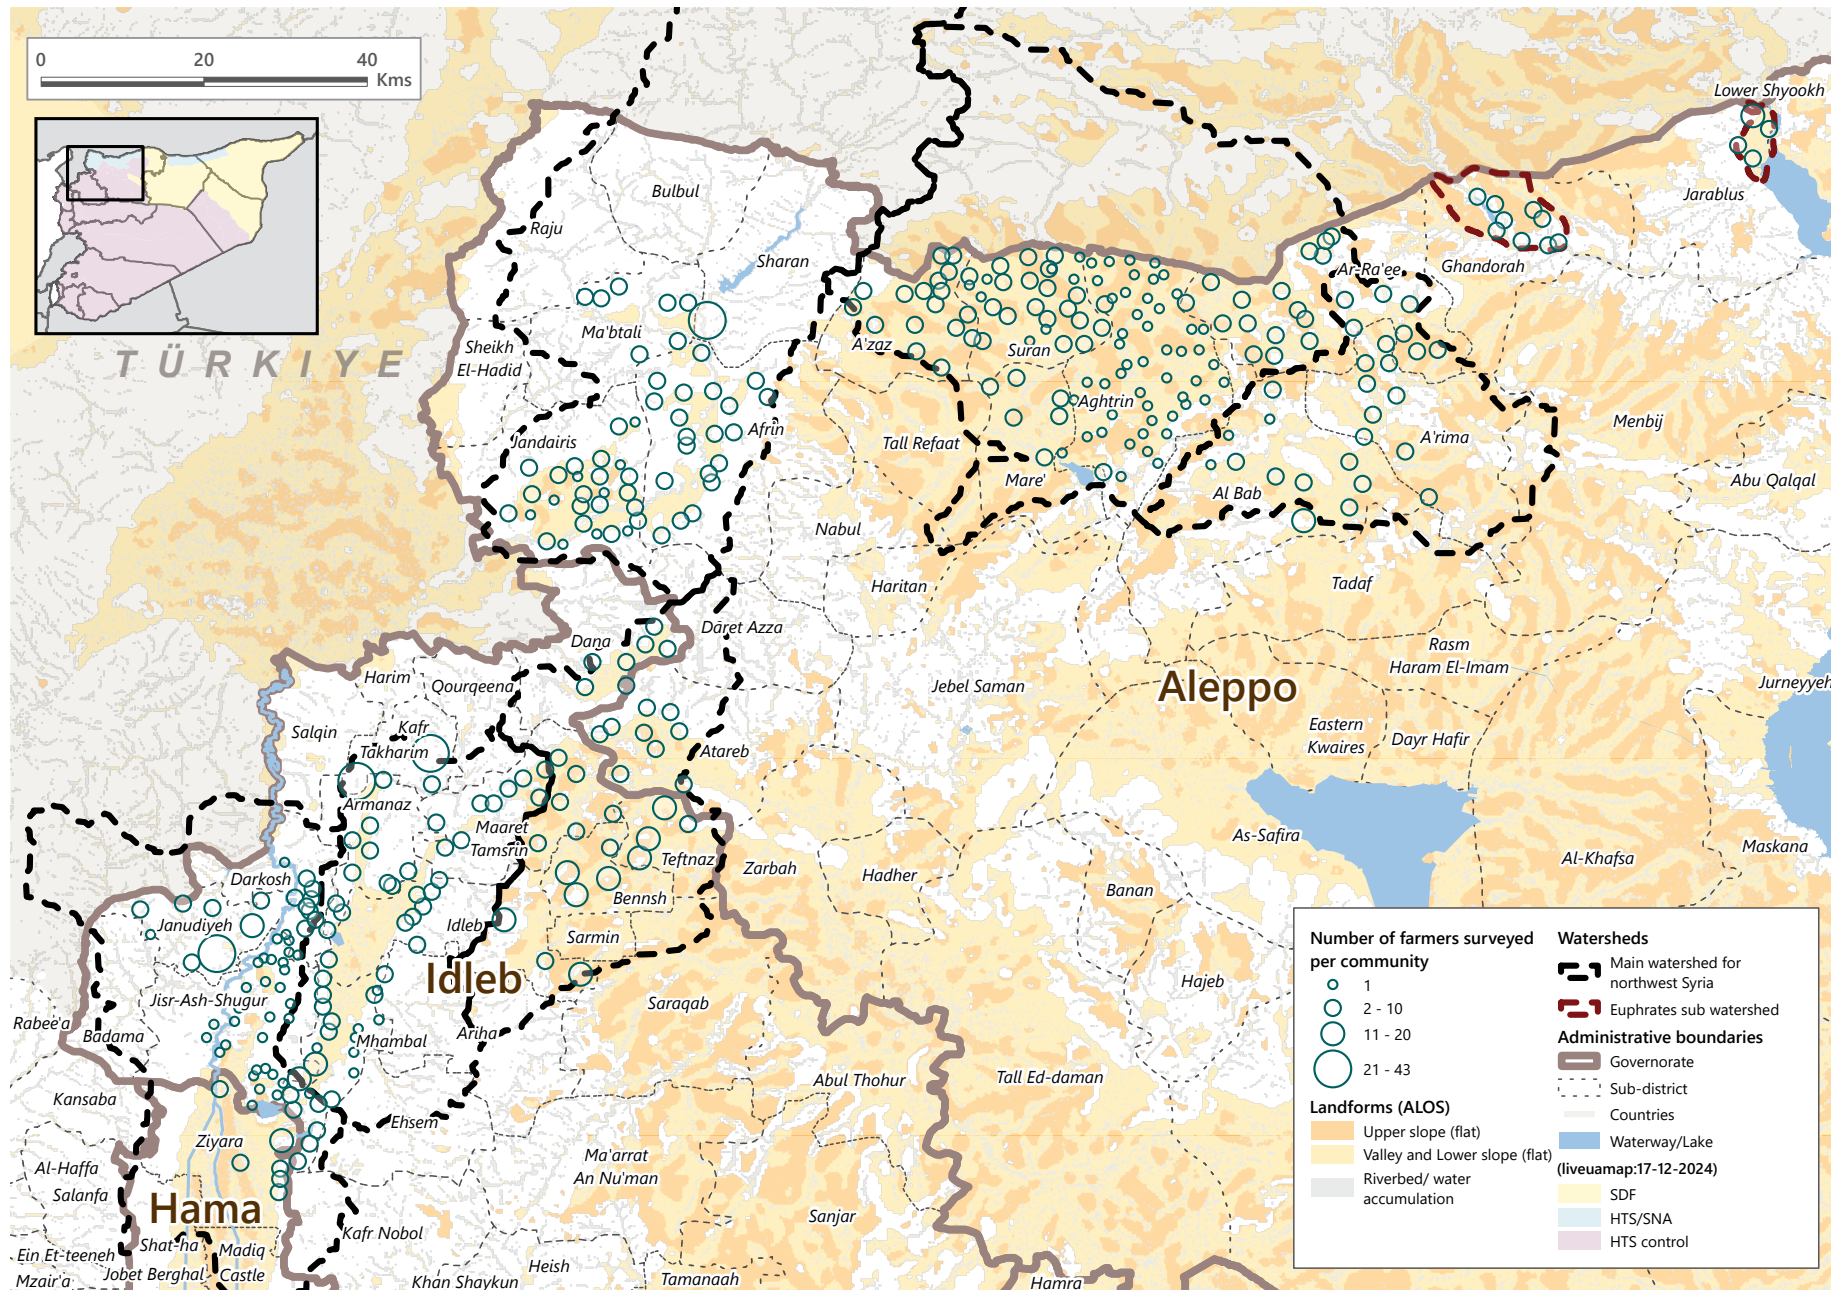 0
20
40
Kms
TÜRKIYE
Lower Shyookh
Jarablus
Bulbul
Raju
Sharan
Ar-Ra'ee
Ghandorah
Ma'btali
Sheikh
El-Hadid
A'zaz
Suran
Aghtrin
Jandairis
Afrin
Tall Refaat
Mare'
A'rima
Menbij
Al Bab
Abu Qalqal
Nabul
Haritan
Tadaf
Dana
Daret Azza
Rasm
Haram El-Imam
Harim
Qourqeena
Jebel Saman
Aleppo
Jurneyyeh
Salqin
Kafr
Takharim
Atareb
Eastern
Kwaires
Dayr Hafir
Armanaz
Maaret
Tamsrin
Teftnaz
Zarbah
Hadher
As-Safira
Al-Khafsa
Maskana
Darkosh
Banan
Janudiyeh
Bennsh
Idleb
Sarmin
Idleb
Hajeb
Jisr-Ash-Shugur
Saraqab
Rabee'a
Badama
Mhambal
Ariha
Kansaba
Abul Thohur
Tall Ed-daman
Ehsem
Ziyara
Al-Haffa
Salanfa
Ma'arrat
An Nu'man
Hama
Sanjar
Kafr Nobol
Ein Et-teeneh
Shat-ha
Madiq
Castle
Mzair'a
Jobet Berghal
Heish
Khan Shaykun
Tamanaah
Hamra
Number of farmers surveyed
per community
1
2 - 10
11 - 20
21 - 43
Landforms (ALOS)
Upper slope (flat)
Valley and Lower slope (flat)
Riverbed/ water
accumulation
Watersheds
Main watershed for
northwest Syria
Euphrates sub watershed
Administrative boundaries
Governorate
Sub-district
Countries
Waterway/Lake
(liveuamap:17-12-2024)
SDF
HTS/SNA
HTS control